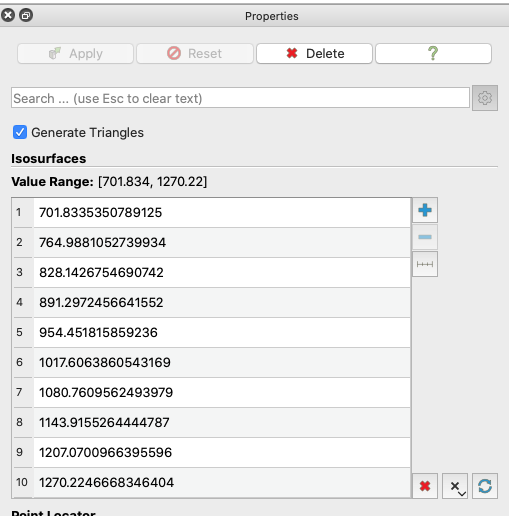 Properties
Apply
Reset
Delete
?
Search ... (use Esc to clear text)
Generate Triangles
Isosurfaces
Value Range: [701.834, 1270.22]
1 701.8335350789125
2 764.9881052739934
3 828.1426754690742
4 891.2972456641552
5 954.451815859236
6 1017.6063860543169
7 1080.7609562493979
8 1143.9155264444787
9 1207.0700966395596
10 1270.2246668346404
Point Locator